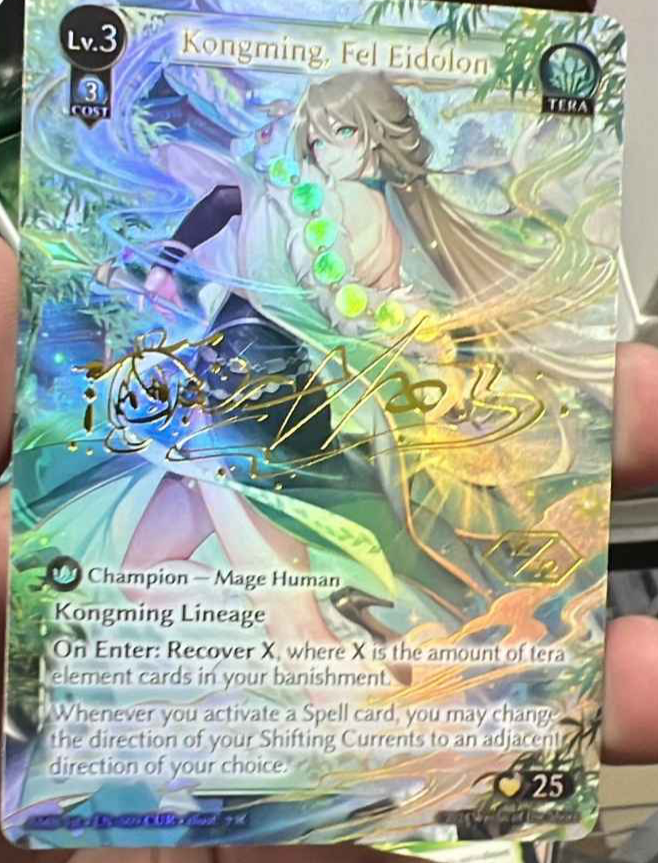 Lv.3
Kongming, Fel Eidolon
3
COST
TERA
Champion — Mage Human
Kongming Lineage
On Enter: Recover X, where X is the amount of tera
element cards in your banishment.
Whenever you activate a Spell card, you may change
the direction of your Shifting Currents to an adjacent
direction of your choice.
25
CUR